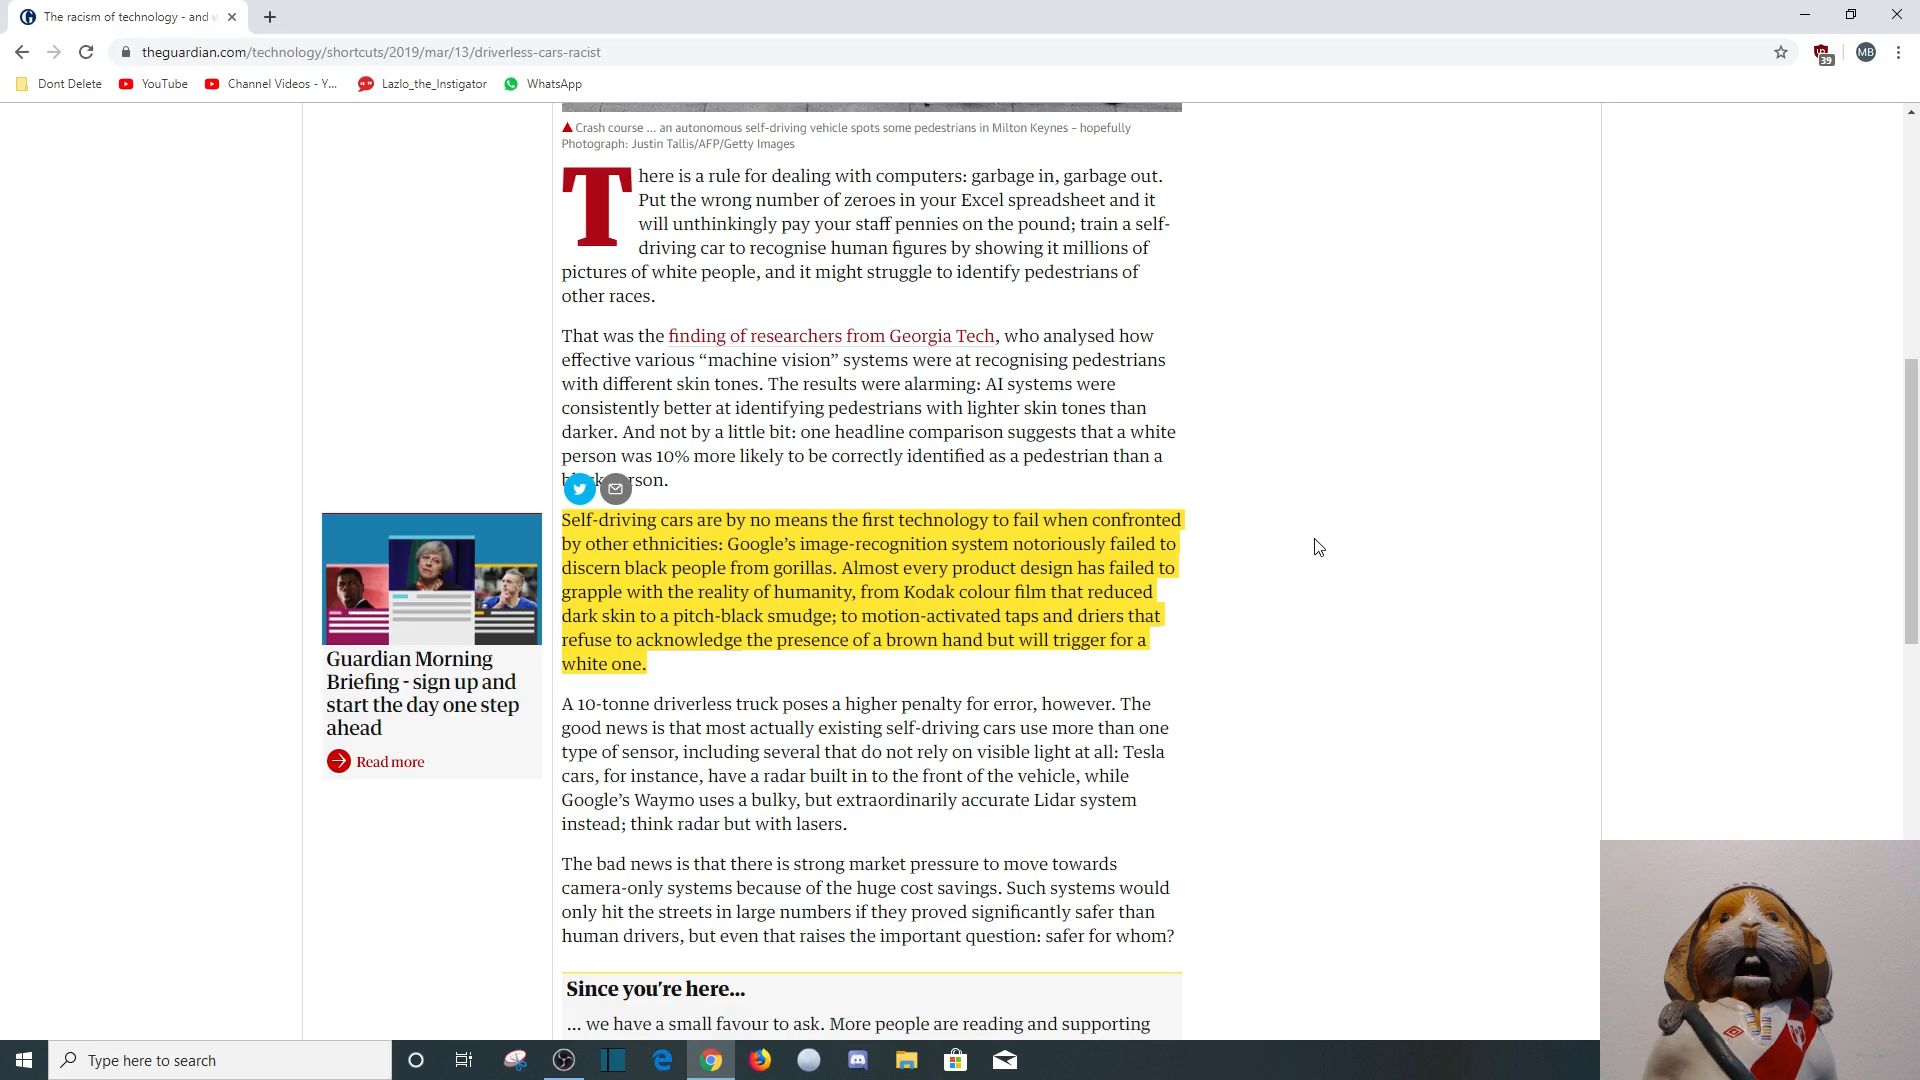 The racism of technology - and w
theguardian.com/technology/shortcuts/2019/mar/13/driverless-cars-racist
39
MB
Dont Delete
YouTube
Channel Videos - Y...
Lazlo_the_Instigator
WhatsApp
Crash course ... an autonomous self-driving vehicle spots some pedestrians in Milton Keynes – hopefully
Photograph: Justin Tallis/AFP/Getty Images
There is a rule for dealing with computers: garbage in, garbage out.
Put the wrong number of zeroes in your Excel spreadsheet and it
will unthinkingly pay your staff pennies on the pound; train a self-
driving car to recognise human figures by showing it millions of
pictures of white people, and it might struggle to identify pedestrians of
other races.
That was the finding of researchers from Georgia Tech, who analysed how
effective various “machine vision” systems were at recognising pedestrians
with different skin tones. The results were alarming: AI systems were
consistently better at identifying pedestrians with lighter skin tones than
darker. And not by a little bit: one headline comparison suggests that a white
person was 10% more likely to be correctly identified as a pedestrian than a
Self-driving cars are by no means the first technology to fail when confronted
by other ethnicities: Google’s image-recognition system notoriously failed to
discern black people from gorillas. Almost every product design has failed to
grapple with the reality of humanity, from Kodak colour film that reduced
dark skin to a pitch-black smudge; to motion-activated taps and driers that
refuse to acknowledge the presence of a brown hand but will trigger for a
white one.
A 10-tonne driverless truck poses a higher penalty for error, however. The
good news is that most actually existing self-driving cars use more than one
type of sensor, including several that do not rely on visible light at all: Tesla
cars, for instance, have a radar built in to the front of the vehicle, while
Google’s Waymo uses a bulky, but extraordinarily accurate Lidar system
instead; think radar but with lasers.
The bad news is that there is strong market pressure to move towards
camera-only systems because of the huge cost savings. Such systems would
only hit the streets in large numbers if they proved significantly safer than
human drivers, but even that raises the important question: safer for whom?
Guardian Morning
Briefing - sign up and
start the day one step
ahead
Read more
Since you’re here...
... we have a small favour to ask. More people are reading and supporting
Type here to search